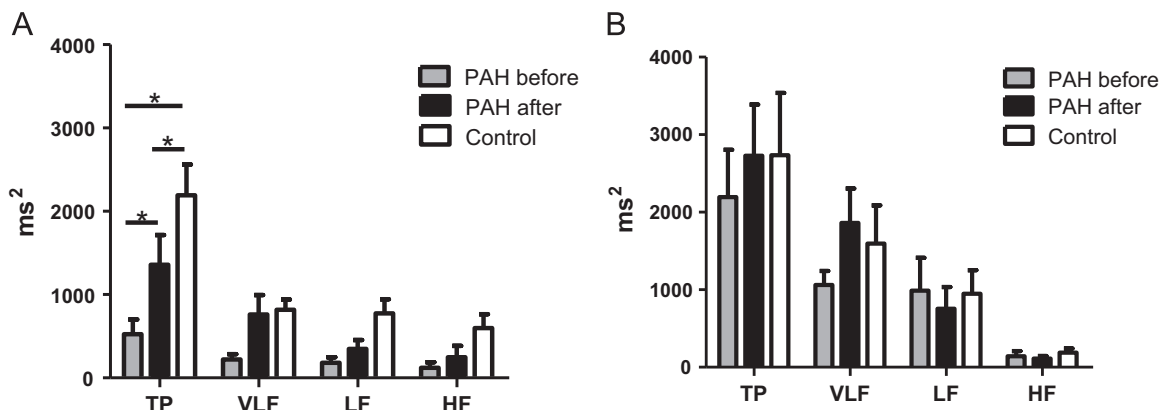 A
4000
3000
2000
1000
0
ms²
*
*
*
PAH before
PAH after
Control
TP VLF LF HF
B
4000
3000
2000
1000
0
ms²
PAH before
PAH after
Control
TP VLF LF HF